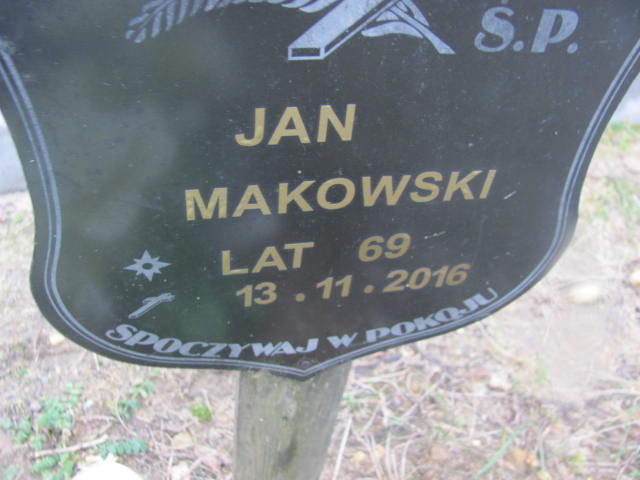 Ś.P.
JAN
MAKOWSKI
LAT 69
13.11.2016
SPOCZYWAJ W POKOJU